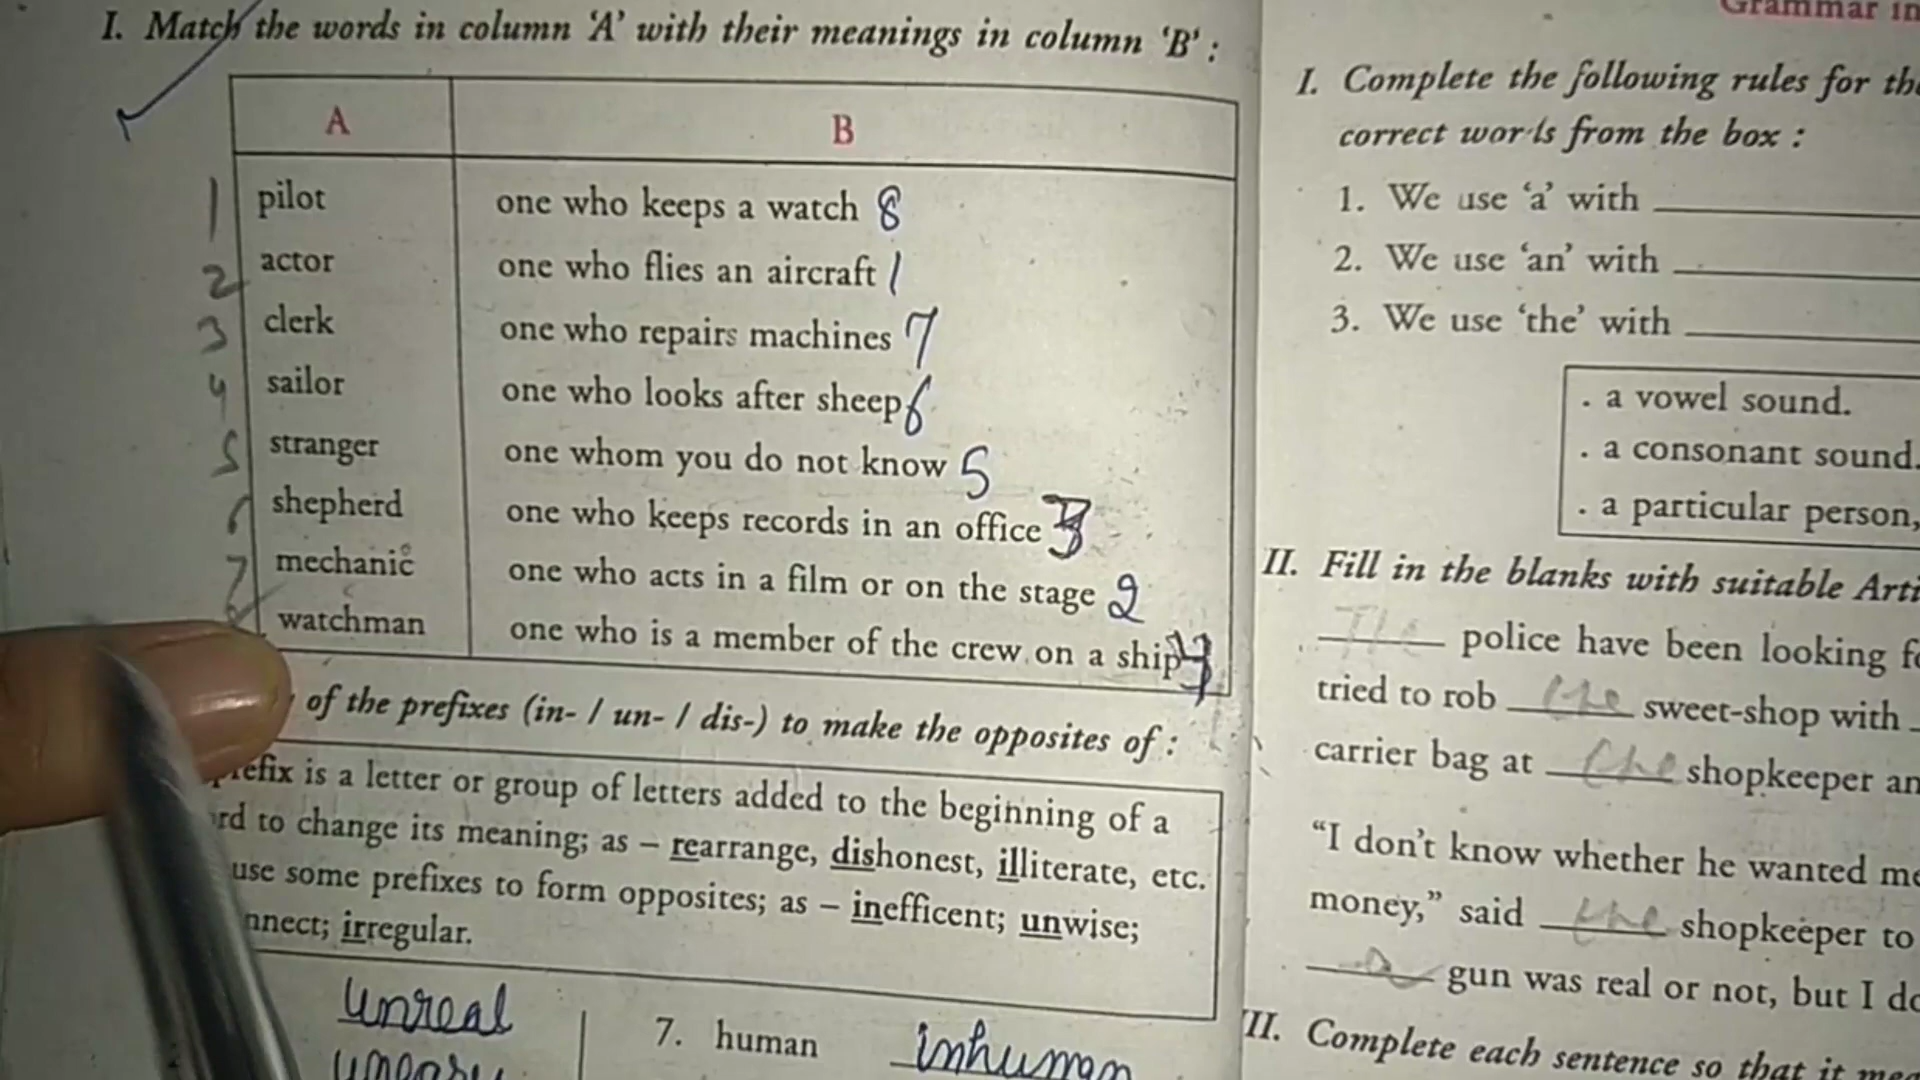 I. Match the words in column ‘A’ with their meanings in column ‘B’ :
A B
1 pilot one who keeps a watch 8
2 actor one who flies an aircraft 1
3 clerk one who repairs machines 7
4 sailor one who looks after sheep 6
5 stranger one whom you do not know 5
6 shepherd one who keeps records in an office 3
7 mechanic one who acts in a film or on the stage 2
watchman one who is a member of the crew on a ship 4
of the prefixes (in- / un- / dis-) to make the opposites of :
prefix is a letter or group of letters added to the beginning of a
to change its meaning; as – rearrange, dishonest, illiterate, etc.
use some prefixes to form opposites; as – inefficent; unwise;
irregular.
unreal
uneasy
7. human inhuman
Grammar in
I. Complete the following rules for the
correct words from the box :
1. We use ‘a’ with
2. We use ‘an’ with
3. We use ‘the’ with
. a vowel sound.
. a consonant sound.
. a particular person,
II. Fill in the blanks with suitable
The police have been looking
tried to rob the sweet-shop with
carrier bag at the shopkeeper
“I don’t know whether he wanted
money,” said the shopkeeper to
a gun was real or not, but I
II. Complete each sentence so that it